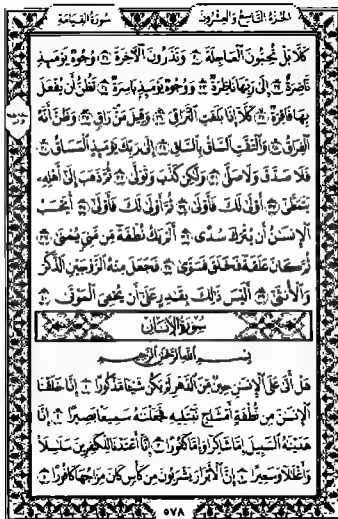 الجزء التاسع والعشرون
سورة القيامة
كَلَّا بَلْ تُحِبُّونَ الْعَاجِلَةَ ٢٠ وَتَذَرُونَ الْآخِرَةَ ٢١ وُجُوهٌ يَوْمَئِذٍ
نَاضِرَةٌ ٢٢ إِلَىٰ رَبِّهَا نَاظِرَةٌ ٢٣ وَوُجُوهٌ يَوْمَئِذٍ بَاسِرَةٌ ٢٤ تَظُنُّ أَن يُفْعَلَ
بِهَا فَاقِرَةٌ ٢٥ كَلَّا إِذَا بَلَغَتِ التَّرَاقِيَ ٢٦ وَقِيلَ مَنْ رَاقٍ ٢٧ وَظَنَّ أَنَّهُ
الْفِرَاقُ ٢٨ وَالْتَفَّتِ السَّاقُ بِالسَّاقِ ٢٩ إِلَىٰ رَبِّكَ يَوْمَئِذٍ الْمَسَاقُ ٣٠
فَلَا صَدَّقَ وَلَا صَلَّىٰ ٣١ وَلَٰكِن كَذَّبَ وَتَوَلَّىٰ ٣٢ ثُمَّ ذَهَبَ إِلَىٰ أَهْلِهِ
يَتَمَطَّىٰ ٣٣ أَوْلَىٰ لَكَ فَأَوْلَىٰ ٣٤ ثُمَّ أَوْلَىٰ لَكَ فَأَوْلَىٰ ٣٥ أَيَحْسَبُ
الْإِنسَانُ أَن يُتْرَكَ سُدًى ٣٦ أَلَمْ يَكُ نُطْفَةً مِّن مَّنِيٍّ يُمْنَىٰ ٣٧
ثُمَّ كَانَ عَلَقَةً فَخَلَقَ فَسَوَّىٰ ٣٨ فَجَعَلَ مِنْهُ الزَّوْجَيْنِ الذَّكَرَ
وَالْأُنثَىٰ ٣٩ أَلَيْسَ ذَٰلِكَ بِقَادِرٍ عَلَىٰ أَن يُحْيِيَ الْمَوْتَىٰ ٤٠
سُورَةُ الْإِنسَانِ
بِسْمِ اللَّهِ الرَّحْمَٰنِ الرَّحِيمِ
هَلْ أَتَىٰ عَلَى الْإِنسَانِ حِينٌ مِّنَ الدَّهْرِ لَمْ يَكُن شَيْئًا مَّذْكُورًا ١ إِنَّا خَلَقْنَا
الْإِنسَانَ مِن نُّطْفَةٍ أَمْشَاجٍ نَّبْتَلِيهِ فَجَعَلْنَاهُ سَمِيعًا بَصِيرًا ٢ إِنَّا
هَدَيْنَاهُ السَّبِيلَ إِمَّا شَاكِرًا وَإِمَّا كَفُورًا ٣ إِنَّا أَعْتَدْنَا لِلْكَافِرِينَ سَلَاسِلَا
وَأَغْلَالًا وَسَعِيرًا ٤ إِنَّ الْأَبْرَارَ يَشْرَبُونَ مِن كَأْسٍ كَانَ مِزَاجُهَا كَافُورًا ٥
٥٧٨